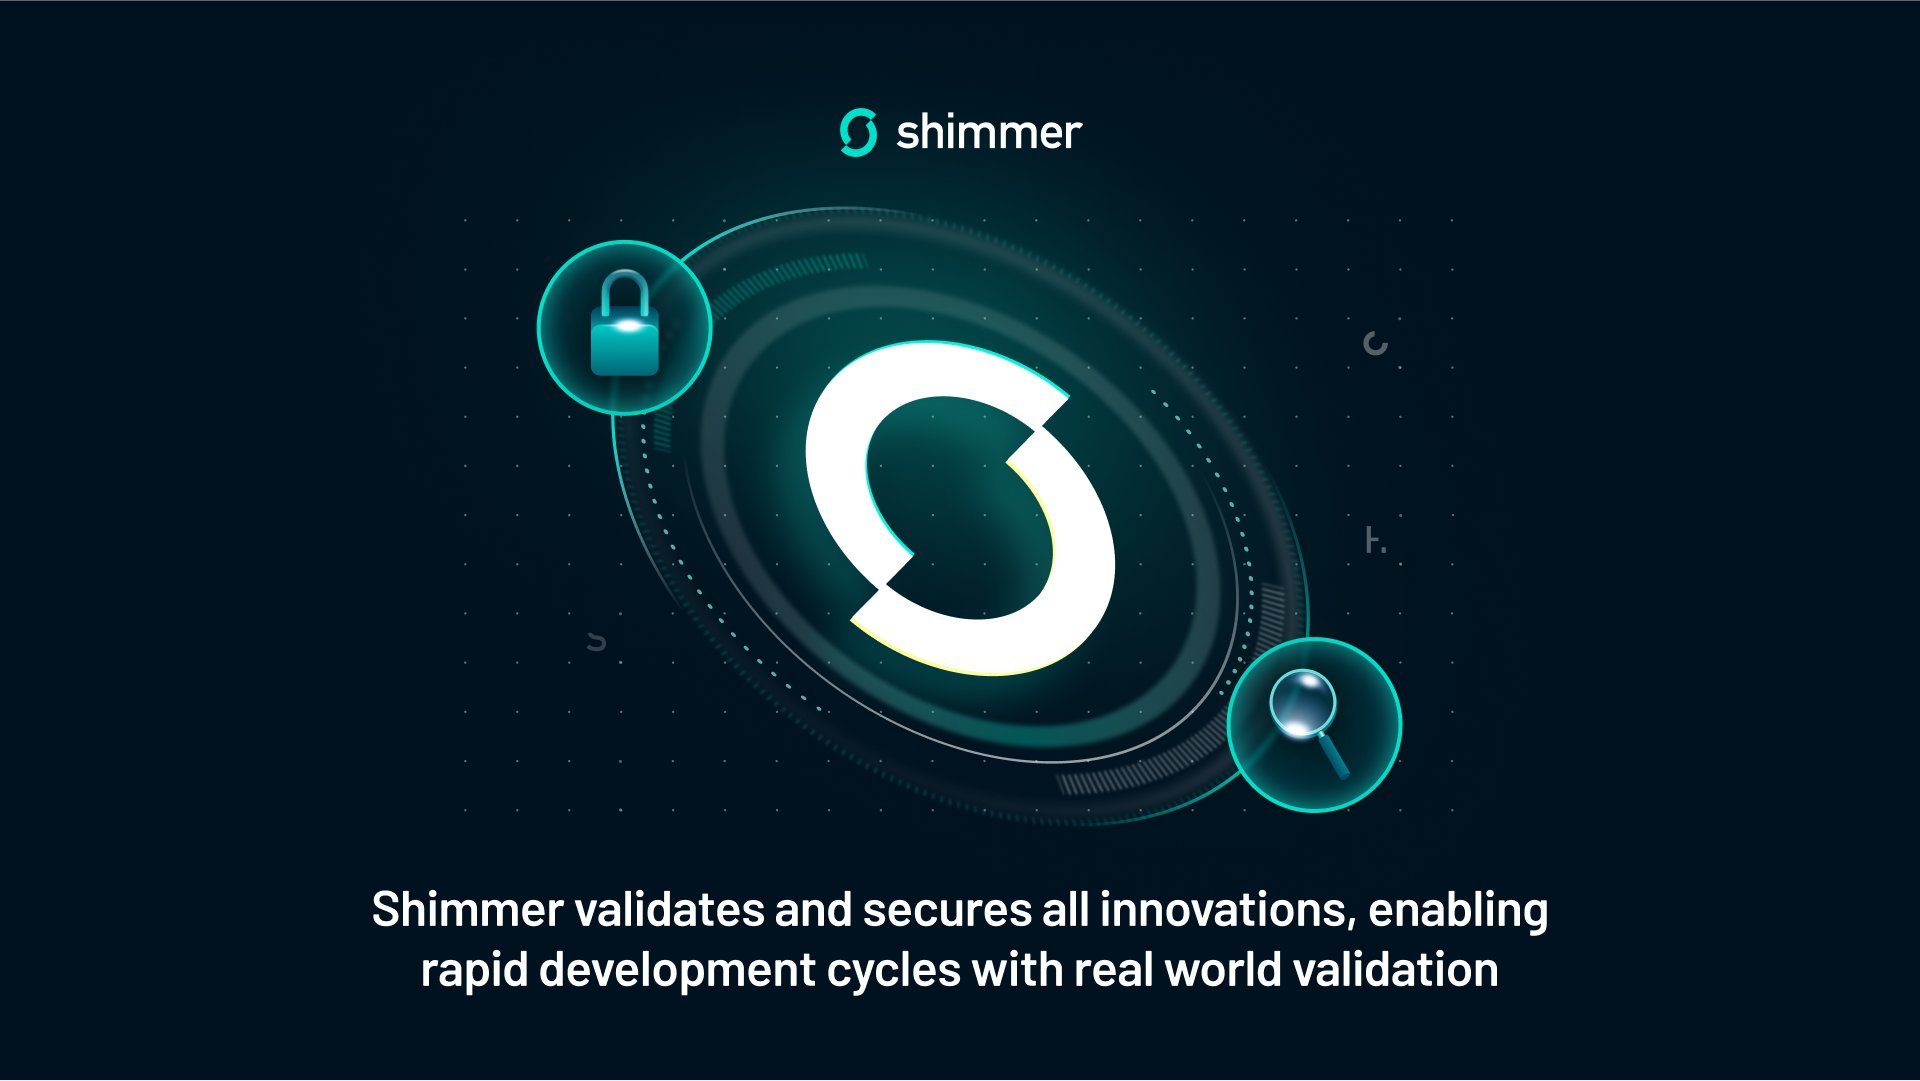 shimmer
Shimmer validates and secures all innovations, enabling
rapid development cycles with real world validation